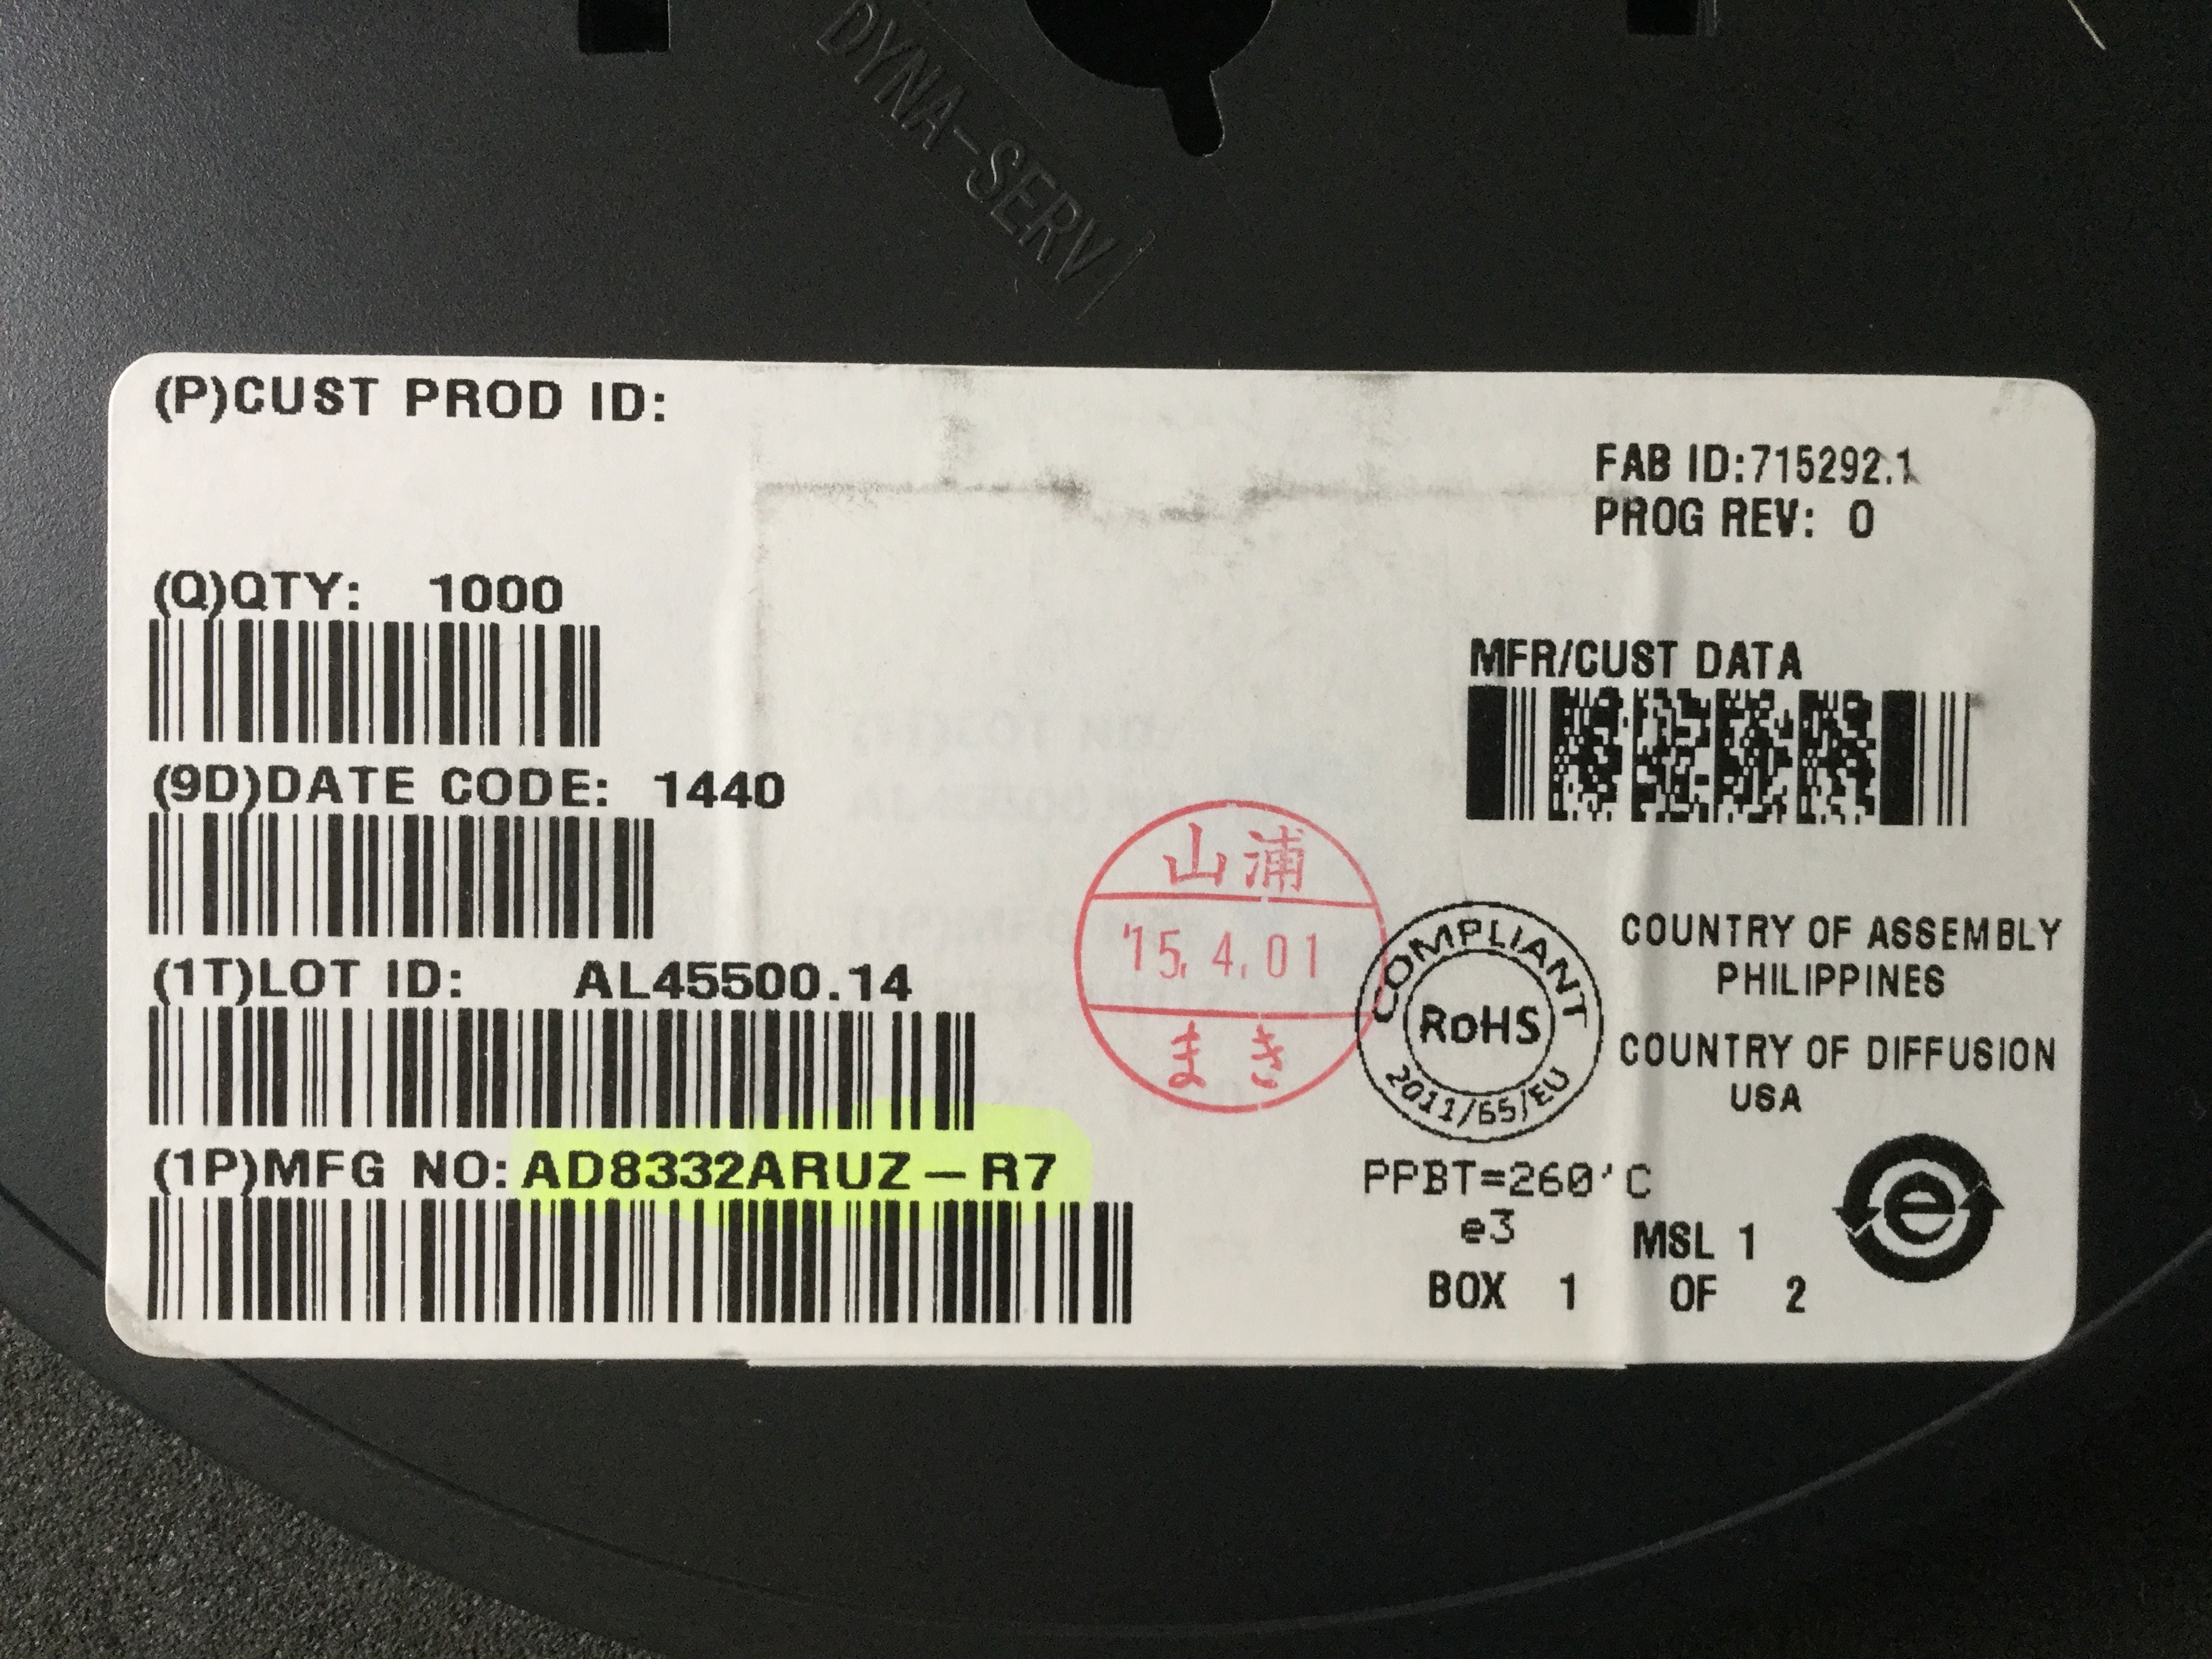 DYNA-SERV
(P)CUST PROD ID:
FAB ID:715292.1
PROG REV: 0
(Q)QTY: 1000
MFR/CUST DATA
(9D)DATE CODE: 1440
山浦
'15.4.01
まき
(1T)LOT ID: AL45500.14
COMPLIANT
RoHS
2011/65/EU
COUNTRY OF ASSEMBLY
PHILIPPINES
COUNTRY OF DIFFUSION
USA
(1P)MFG NO: AD8332ARUZ-R7
PPBT=260'C
e3
MSL 1
BOX 1 OF 2
e